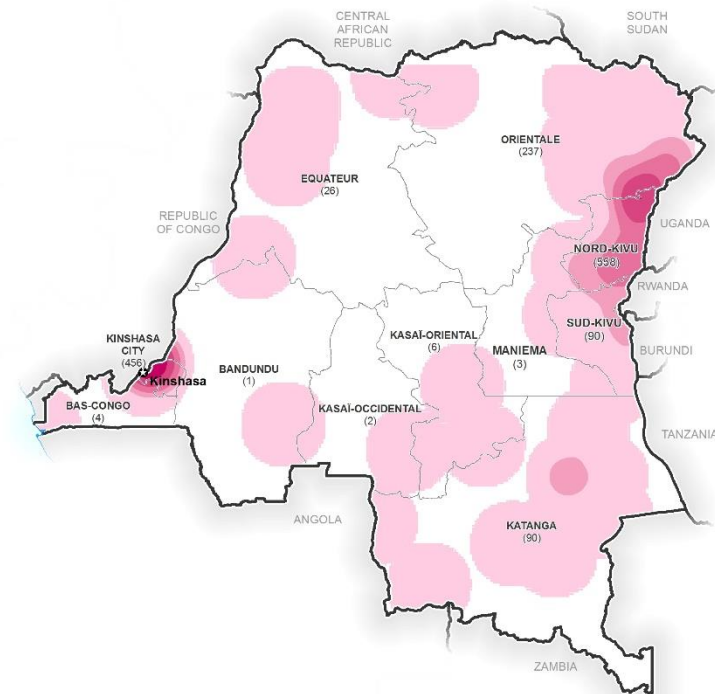 CENTRAL
AFRICAN
REPUBLIC
SOUTH
SUDAN
ORIENTALE
(237)
EQUATEUR
(26)
REPUBLIC
OF CONGO
UGANDA
NORD-KIVU
(598)
RWANDA
SUD-KIVU
(90)
BURUNDI
KINSHASA
CITY
(456)
Kinshasa
KASAÏ-ORIENTAL
(6)
MANIEMA
(3)
BANDUNDU
(1)
BAS-CONGO
(4)
KASAÏ-OCCIDENTAL
(2)
TANZANIA
ANGOLA
KATANGA
(90)
ZAMBIA